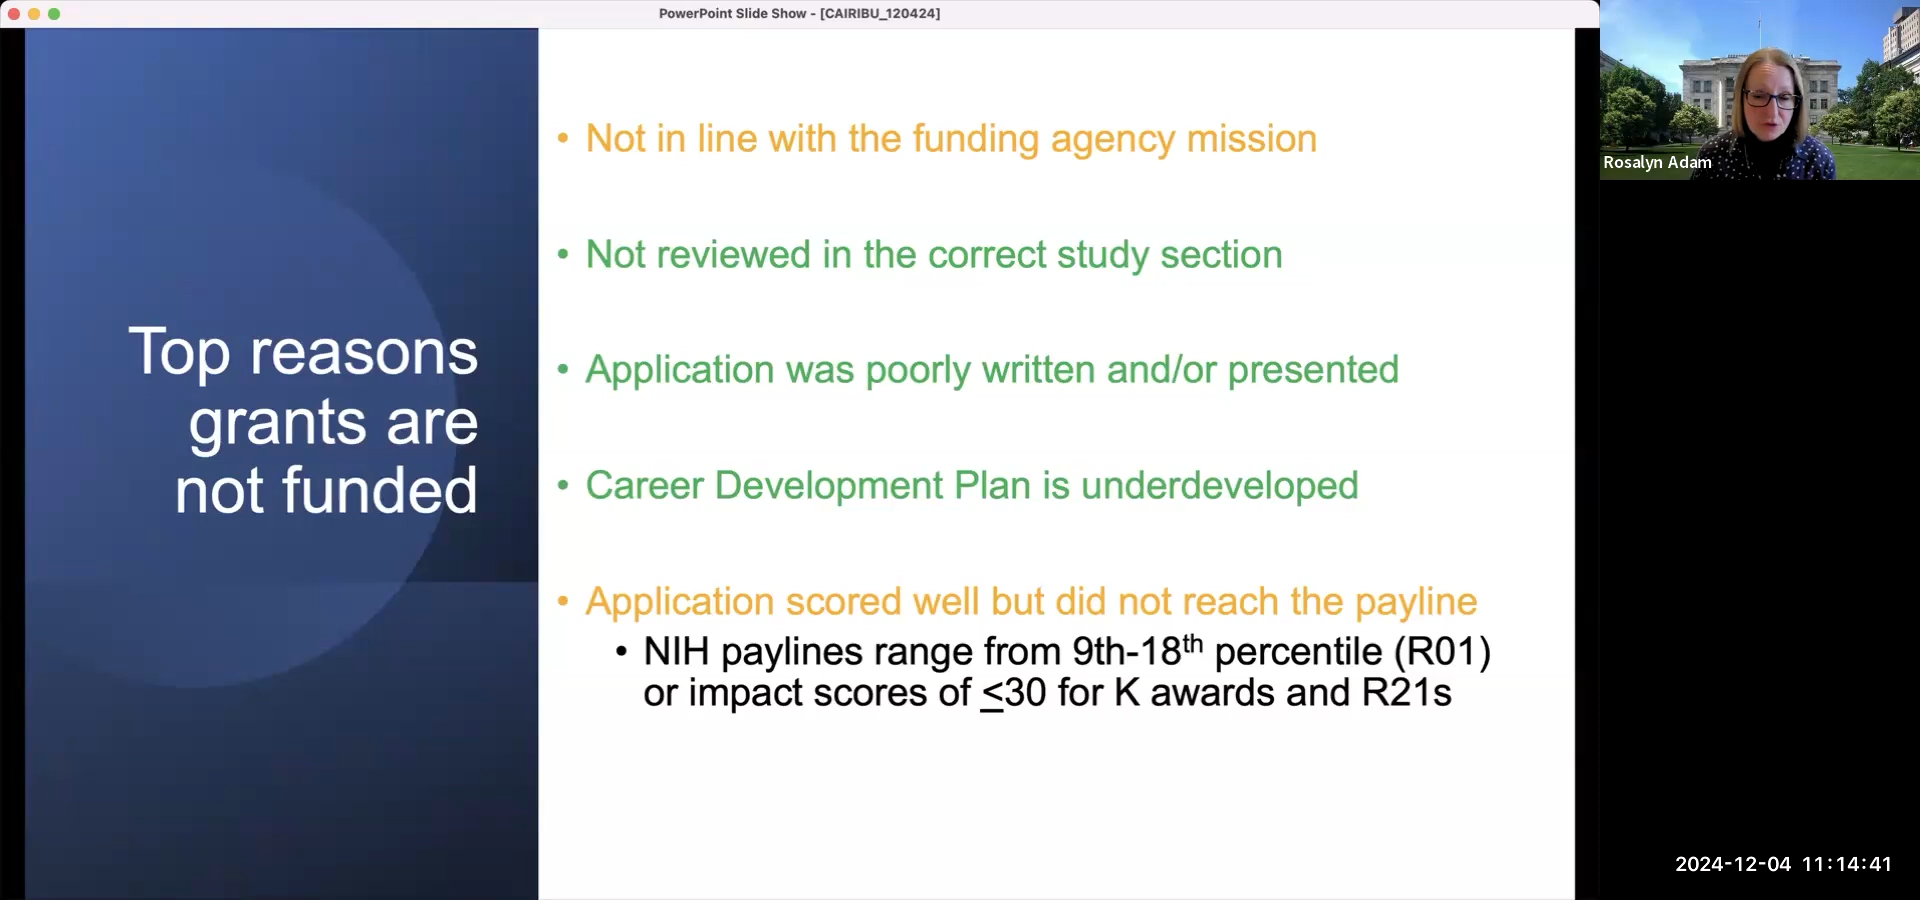 PowerPoint Slide Show - [CAIRIBU_120424]
Top reasons
grants are
not funded
• Not in line with the funding agency mission
• Not reviewed in the correct study section
• Application was poorly written and/or presented
• Career Development Plan is underdeveloped
• Application scored well but did not reach the payline
• NIH paylines range from 9th-18th percentile (R01)
or impact scores of <30 for K awards and R21s
Rosalyn Adam
2024-12-04 11:14:41